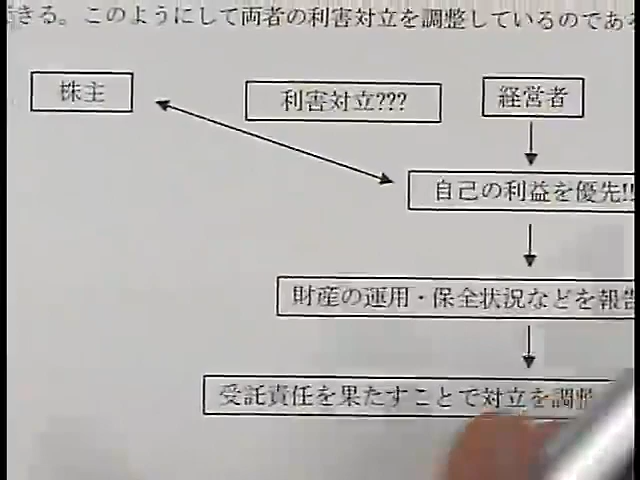 きる。このようにして両者の利害対立を調整しているのである
株主
利害対立???
経営者
自己の利益を優先!!
財産の運用・保全状況などを報告
受託責任を果たすことで対立を調整